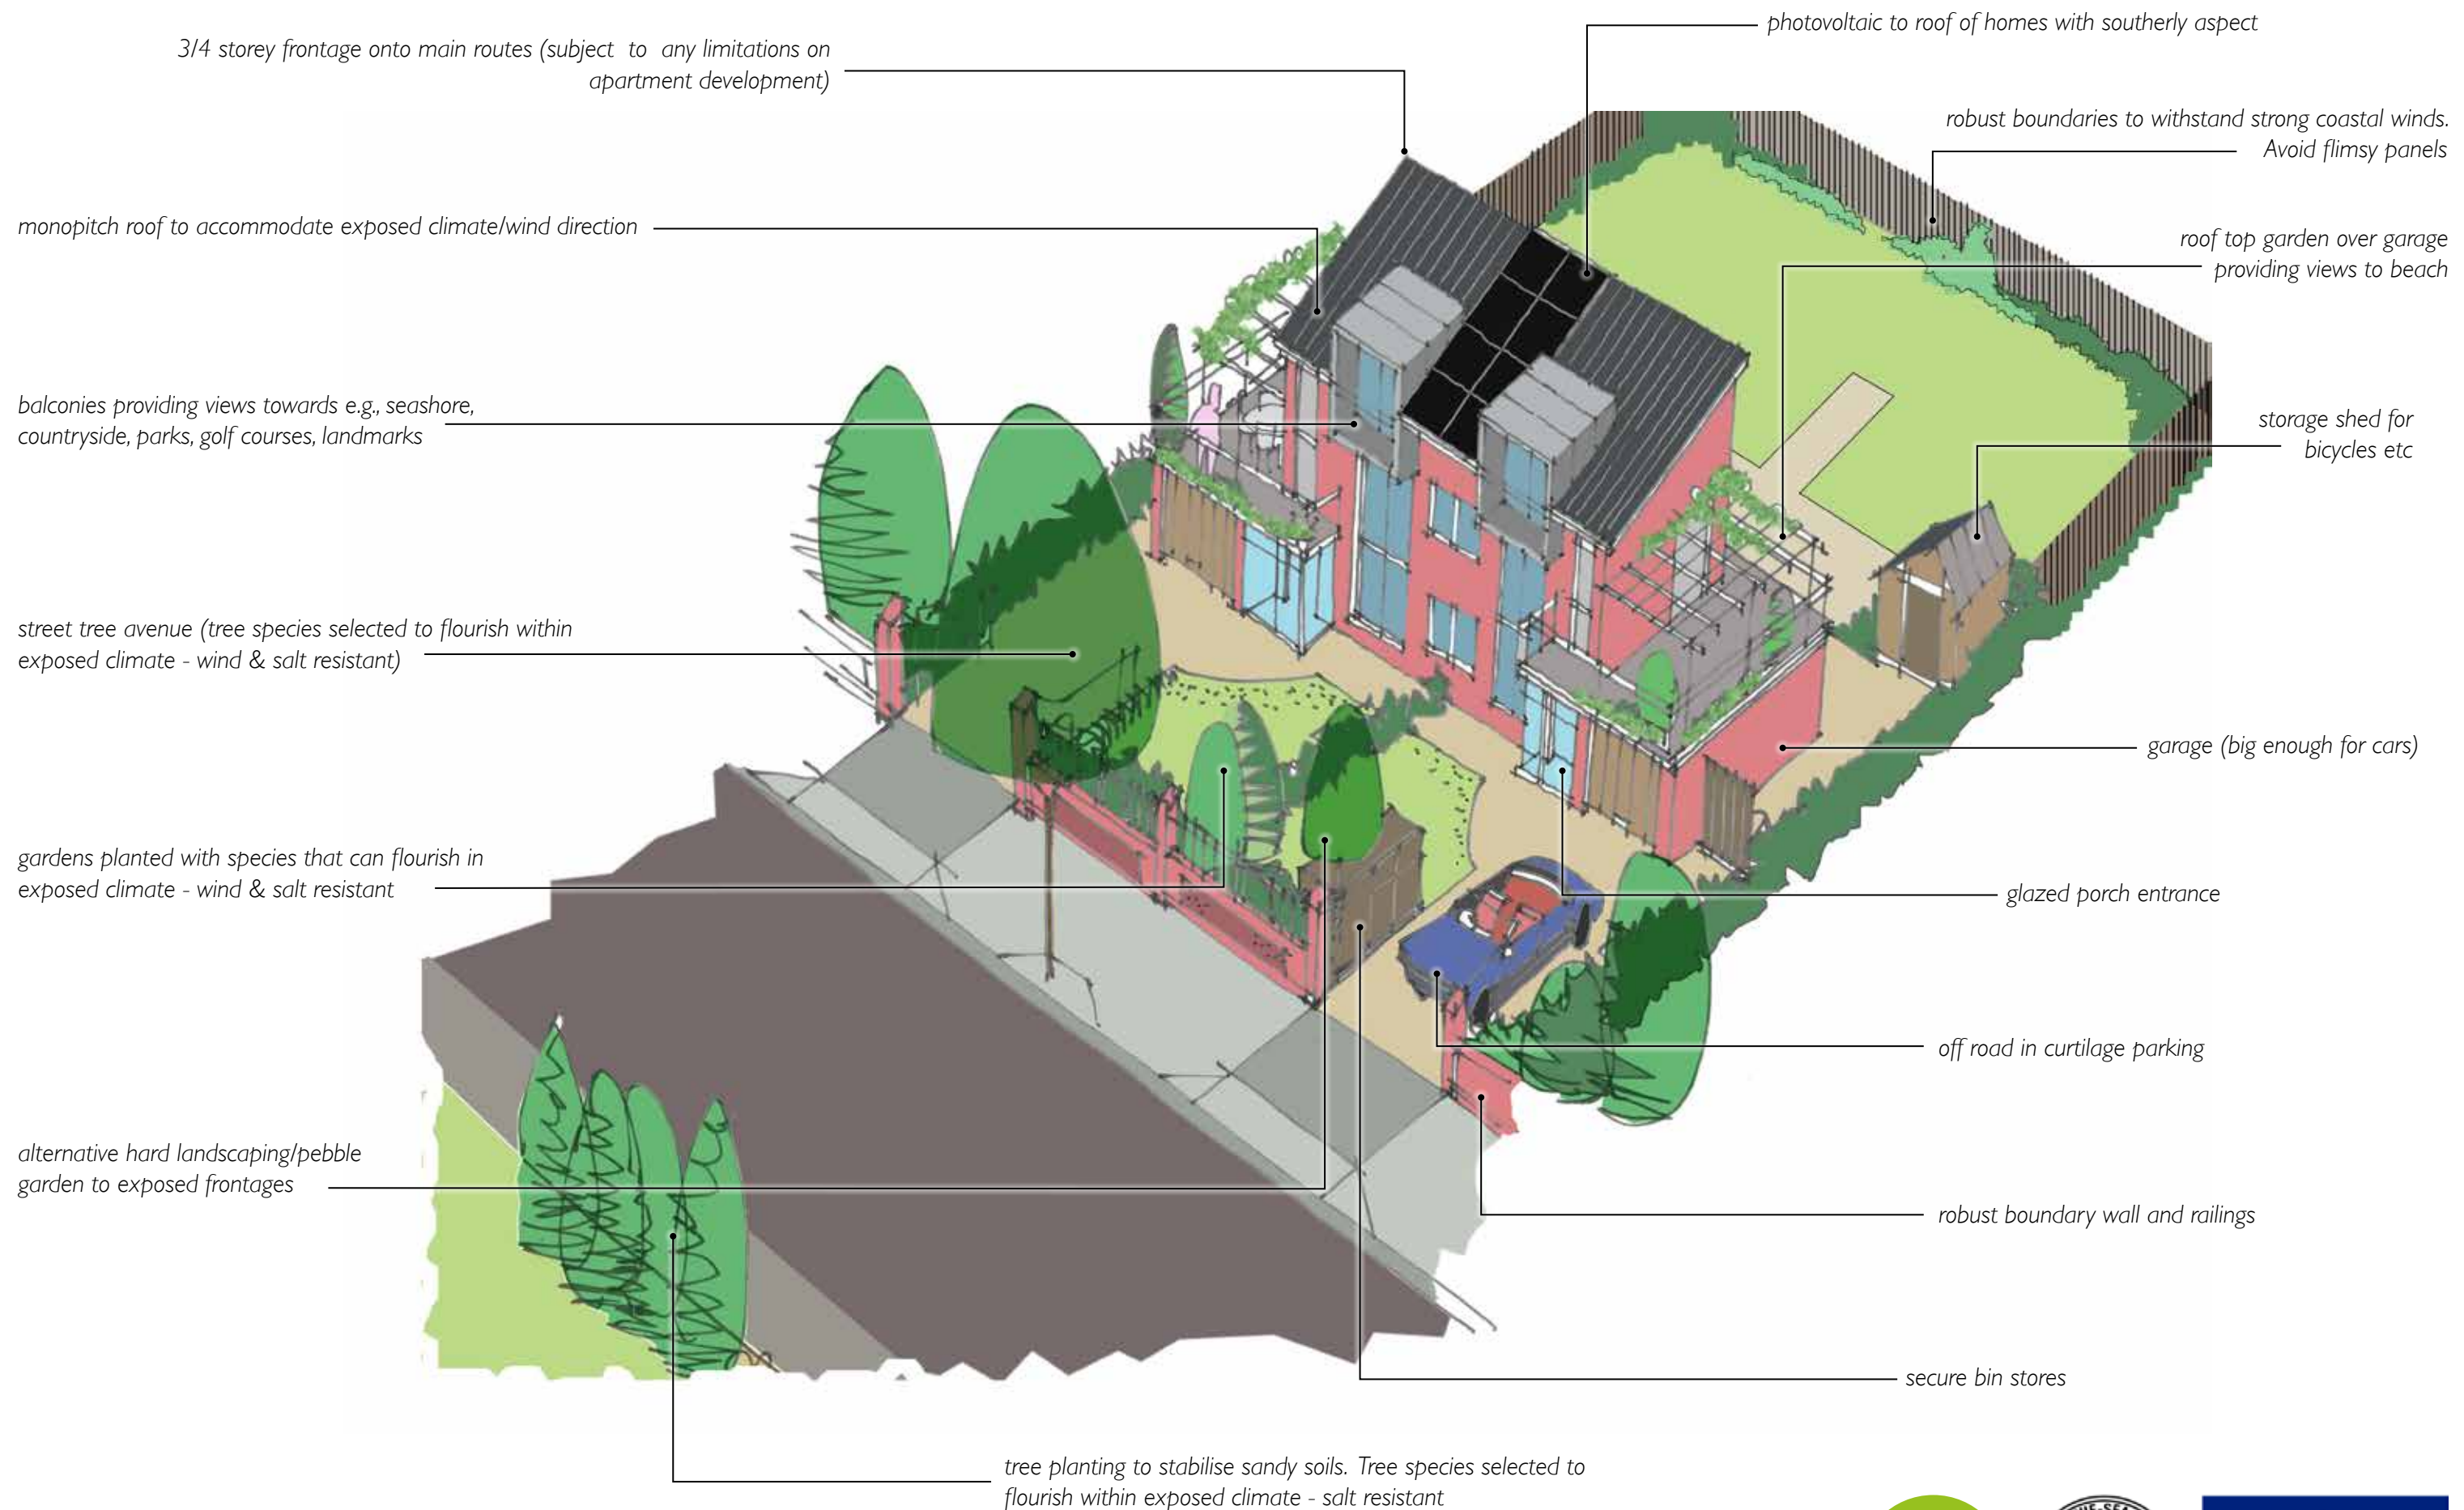 photovoltaic to roof of homes with southerly aspect
3/4 storey frontage onto main routes (subject to any limitations on
apartment development)
robust boundaries to withstand strong coastal winds.
Avoid flimsy panels
monopitch roof to accommodate exposed climate/wind direction
roof top garden over garage
providing views to beach
balconies providing views towards e.g., seashore,
countryside, parks, golf courses, landmarks
storage shed for
bicycles etc
street tree avenue (tree species selected to flourish within
exposed climate - wind & salt resistant)
garage (big enough for cars)
gardens planted with species that can flourish in
exposed climate - wind & salt resistant
glazed porch entrance
off road in curtilage parking
alternative hard landscaping/pebble
garden to exposed frontages
robust boundary wall and railings
secure bin stores
tree planting to stabilise sandy soils. Tree species selected to
flourish within exposed climate - salt resistant